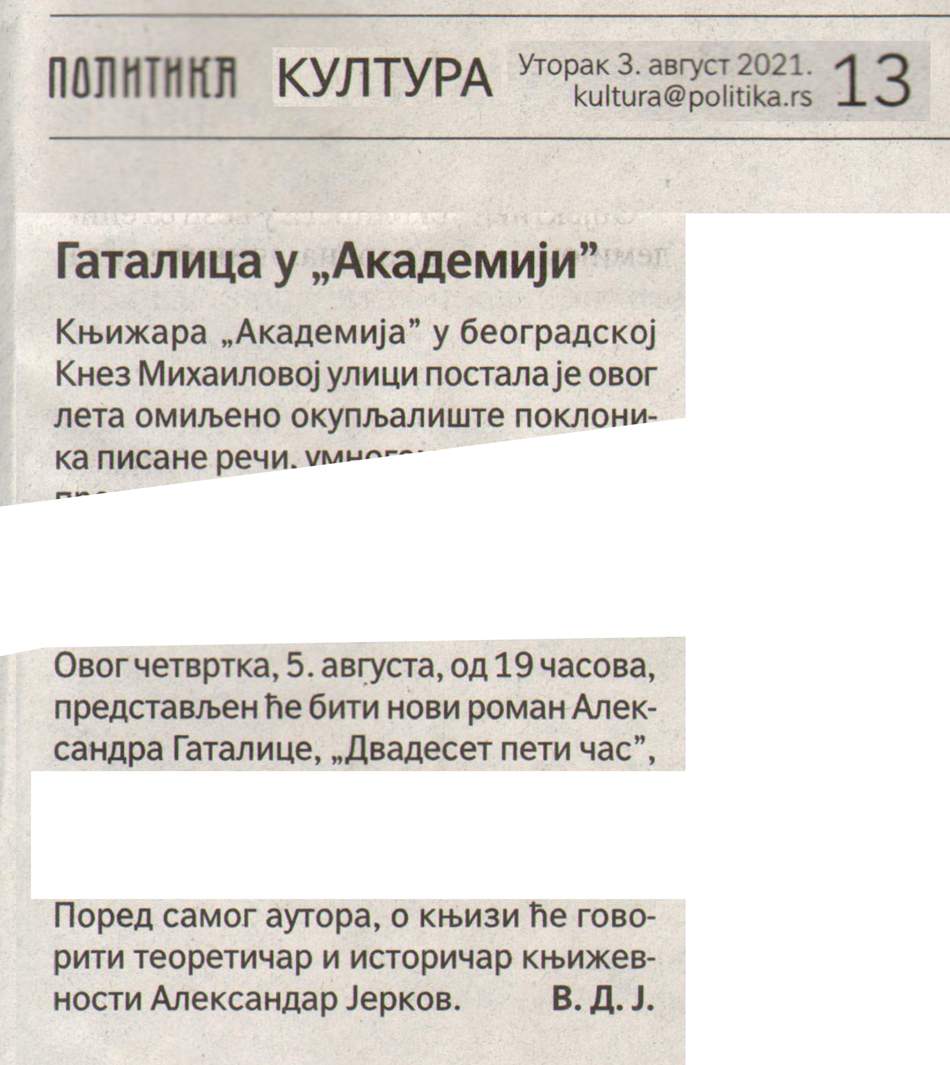 ПОЛИТИКА КУЛТУРА Уторак 3. август 2021. 13
kultura@politika.rs
Гаталица у „Академији”
Књижара „Академија” у београдској
Кнез Михаиловој улици постала је овог
лета омиљено окупљалиште поклони-
ка писане речи,
Овог четвртка, 5. августа, од 19 часова,
представљен ће бити нови роман Алек-
сандра Гаталице, „Двадесет пети час”,
Поред самог аутора, о књизи ће гово-
рити теоретичар и историчар књижев-
ности Александар Јерков. В. Д. Ј.